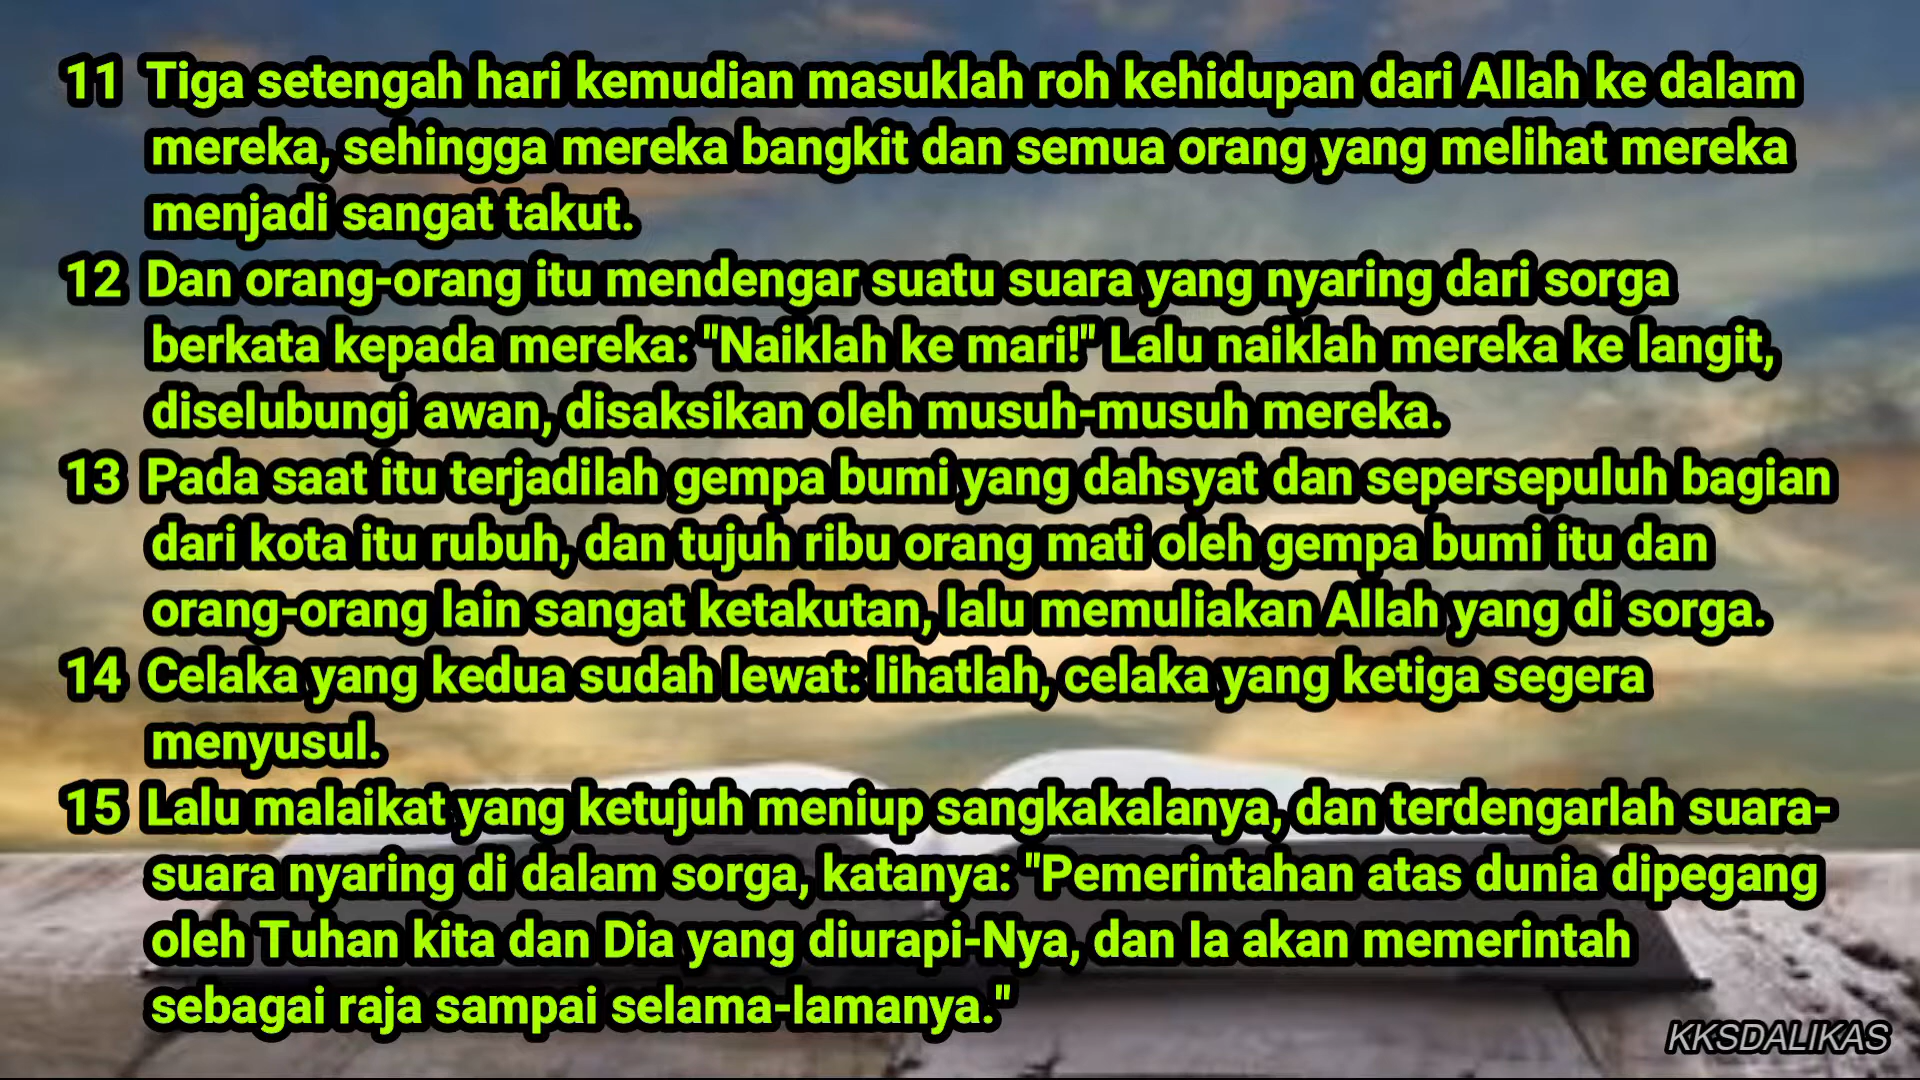 11 Tiga setengah hari kemudian masuklah roh kehidupan dari Allah ke dalam
mereka, sehingga mereka bangkit dan semua orang yang melihat mereka
menjadi sangat takut.
12 Dan orang-orang itu mendengar suatu suara yang nyaring dari sorga
berkata kepada mereka: "Naiklah ke mari!" Lalu naiklah mereka ke langit,
diselubungi awan, disaksikan oleh musuh-musuh mereka.
13 Pada saat itu terjadilah gempa bumi yang dahsyat dan sepersepuluh bagian
dari kota itu rubuh, dan tujuh ribu orang mati oleh gempa bumi itu dan
orang-orang lain sangat ketakutan, lalu memuliakan Allah yang di sorga.
14 Celaka yang kedua sudah lewat: lihatlah, celaka yang ketiga segera
menyusul.
15 Lalu malaikat yang ketujuh meniup sangkakalanya, dan terdengarlah suara-
suara nyaring di dalam sorga, katanya: "Pemerintahan atas dunia dipegang
oleh Tuhan kita dan Dia yang diurapi-Nya, dan Ia akan memerintah
sebagai raja sampai selama-lamanya."
KKSDALIKAS